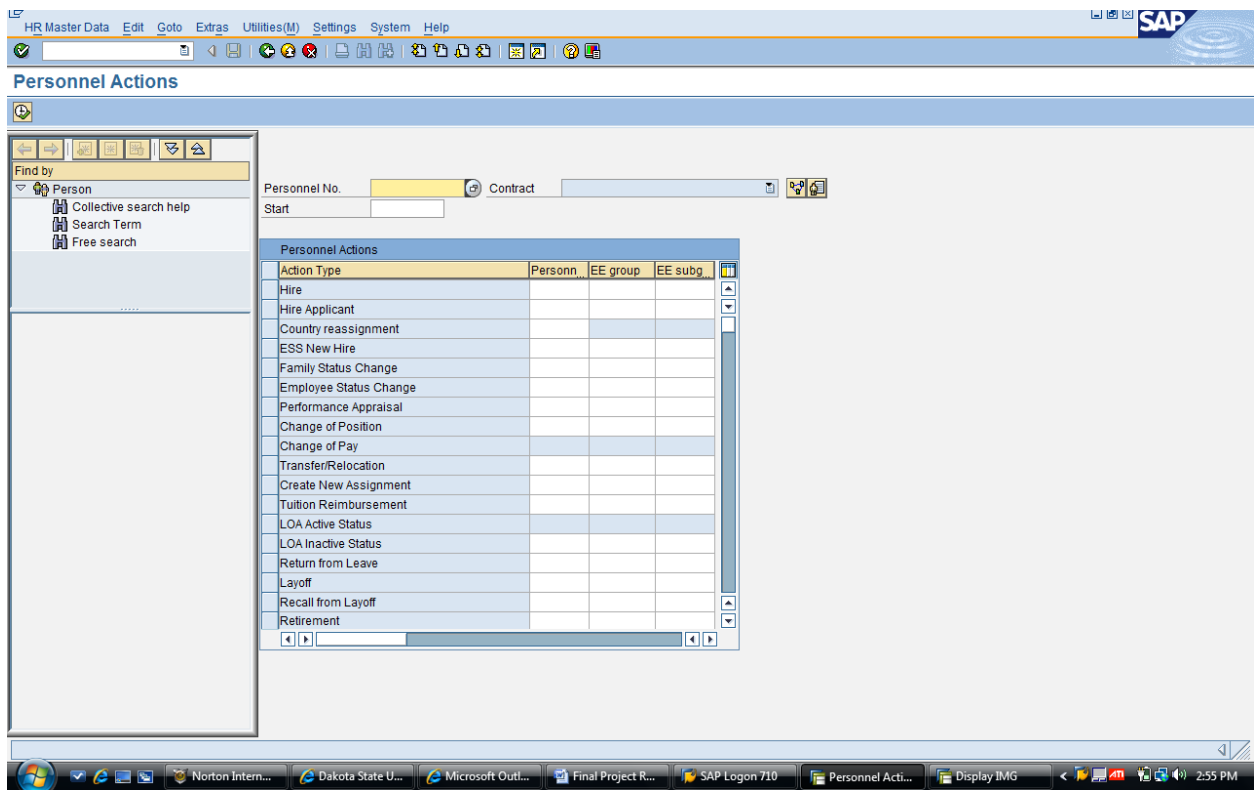 HR Master Data Edit Goto Extras Utilities(M) Settings System Help
SAP
Personnel Actions
Find by
Person
Collective search help
Search Term
Free search
Personnel No. Contract
Start
Personnel Actions
Action Type Personn... EE group EE subg...
Hire
Hire Applicant
Country reassignment
ESS New Hire
Family Status Change
Employee Status Change
Performance Appraisal
Change of Position
Change of Pay
Transfer/Relocation
Create New Assignment
Tuition Reimbursement
LOA Active Status
LOA Inactive Status
Return from Leave
Layoff
Recall from Layoff
Retirement
Norton Intern... Dakota State U... Microsoft Outl... Final Project R... SAP Logon 710 Personnel Acti... Display IMG ATI 2:55 PM